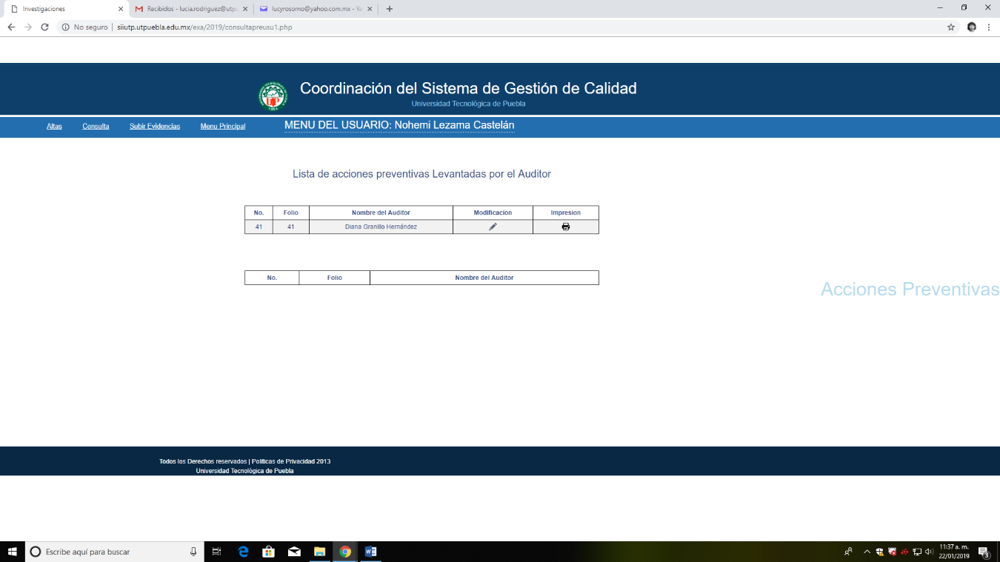 Investigaciones
Recibidos - lucia.rodriguez@utp
lucyrosorno@yahoo.com.mx - Ya
No seguro | siiutp.utpuebla.edu.mx/exa/2019/consultapreusu1.php
Coordinación del Sistema de Gestión de Calidad
Universidad Tecnológica de Puebla
Altas Consulta Subir Evidencias Menu Principal MENU DEL USUARIO: Nohemi Lezama Castelán
Lista de acciones preventivas Levantadas por el Auditor
No. Folio Nombre del Auditor Modificacion Impresion
41 41 Diana Granillo Hernández
No. Folio Nombre del Auditor
Acciones Preventivas
Todos los Derechos reservados | Políticas de Privacidad 2013
Universidad Tecnológica de Puebla
Escribe aquí para buscar
11:37 a. m.
22/01/2019
3